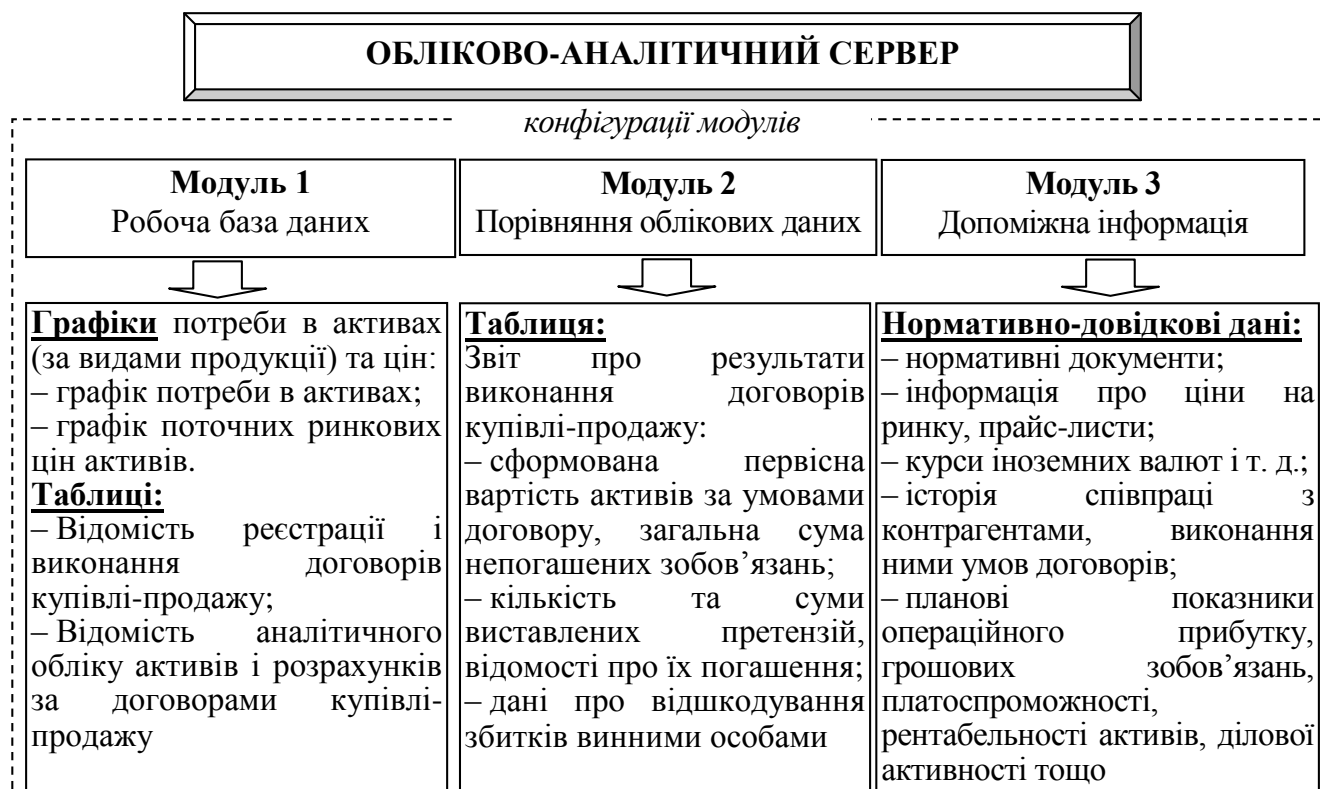 ОБЛІКОВО-АНАЛІТИЧНИЙ СЕРВЕР
конфігурації модулів
Модуль 1
Робоча база даних
Графіки потреби в активах
(за видами продукції) та цін:
– графік потреби в активах;
– графік поточних ринкових
цін активів.
Таблиці:
– Відомість реєстрації і
виконання договорів
купівлі-продажу;
– Відомість аналітичного
обліку активів і розрахунків
за договорами купівлі-
продажу
Модуль 2
Порівняння облікових даних
Таблиця:
Звіт про результати
виконання договорів
купівлі-продажу:
– сформована первісна
вартість активів за умовами
договору, загальна сума
непогашених зобов’язань;
– кількість та суми
виставлених претензій,
відомості про їх погашення;
– дані про відшкодування
збитків винними особами
Модуль 3
Допоміжна інформація
Нормативно-довідкові дані:
– нормативні документи;
– інформація про ціни на
ринку, прайс-листи;
– курси іноземних валют і т. д.;
– історія співпраці з
контрагентами, виконання
ними умов договорів;
– планові показники
операційного прибутку,
грошових зобов’язань,
платоспроможності,
рентабельності активів, ділової
активності тощо